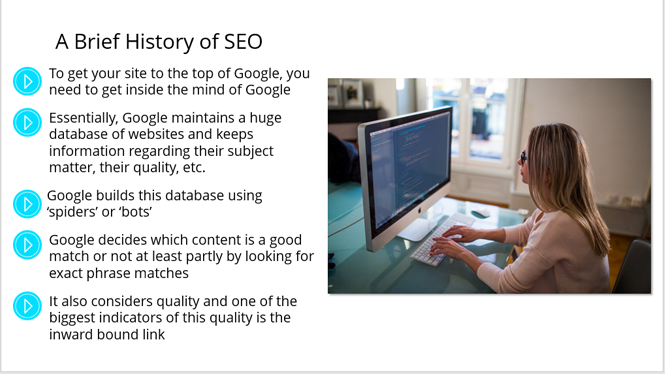 A Brief History of SEO
To get your site to the top of Google, you
need to get inside the mind of Google
Essentially, Google maintains a huge
database of websites and keeps
information regarding their subject
matter, their quality, etc.
Google builds this database using
‘spiders’ or ‘bots’
Google decides which content is a good
match or not at least partly by looking for
exact phrase matches
It also considers quality and one of the
biggest indicators of this quality is the
inward bound link